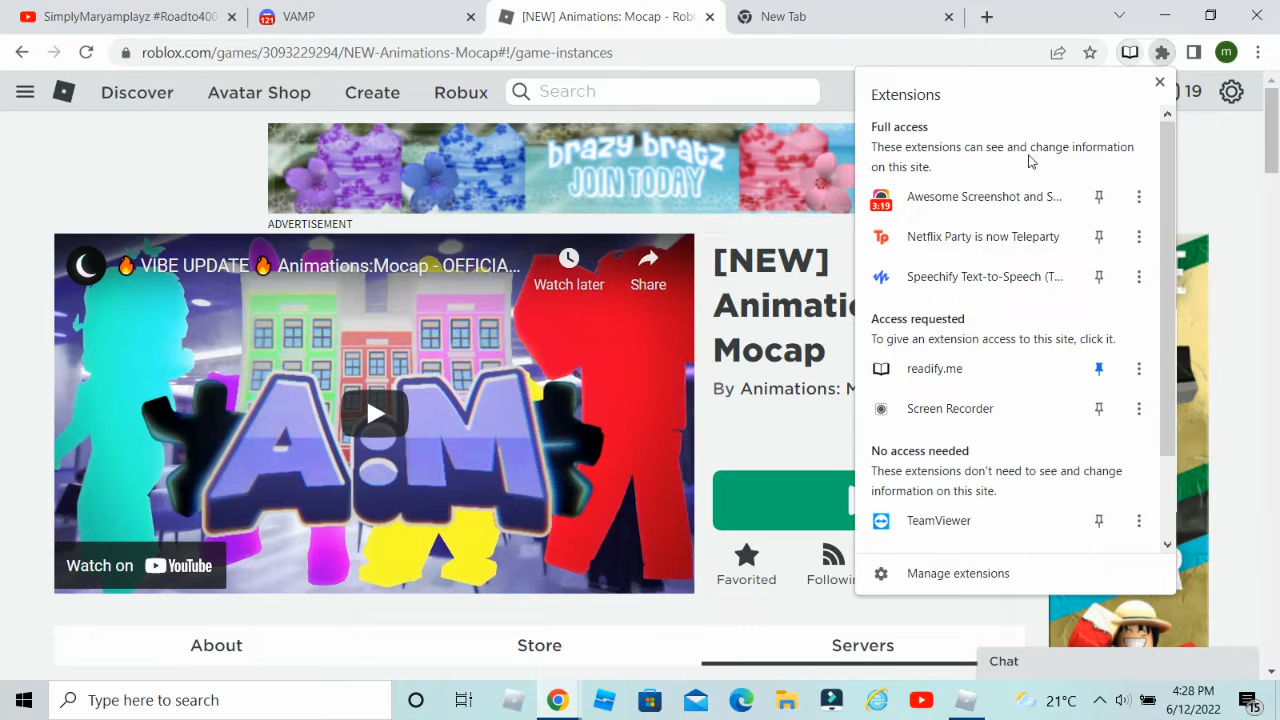 SimplyMaryamplayz #Roadto400
121
VAMP
[NEW] Animations: Mocap - Rob
New Tab
roblox.com/games/3093229294/NEW-Animations-Mocap#!/game-instances
m
Discover
Avatar Shop
Create
Robux
Search
19
brazy bratz
JOIN TODAY
ADVERTISEMENT
🔥 VIBE UPDATE 🔥 Animations:Mocap - OFFICIA...
Watch later
Share
A:M
Watch on YouTube
[NEW]
Animatio
Mocap
By Animations: M
Favorited
Followin
About
Store
Servers
Extensions
Full access
These extensions can see and change information
on this site.
3:19
Awesome Screenshot and S...
Tp
Netflix Party is now Teleparty
Speechify Text-to-Speech (T...
Access requested
To give an extension access to this site, click it.
readify.me
Screen Recorder
No access needed
These extensions don't need to see and change
information on this site.
TeamViewer
Manage extensions
Chat
Type here to search
21°C
4:28 PM
6/12/2022
15